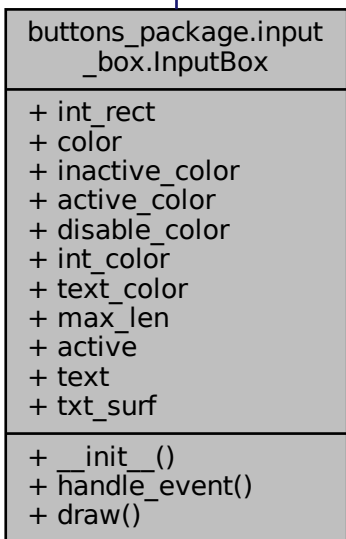 buttons_package.input
_box.InputBox
+ int_rect
+ color
+ inactive_color
+ active_color
+ disable_color
+ int_color
+ text_color
+ max_len
+ active
+ text
+ txt_surf
+ __init__()
+ handle_event()
+ draw()